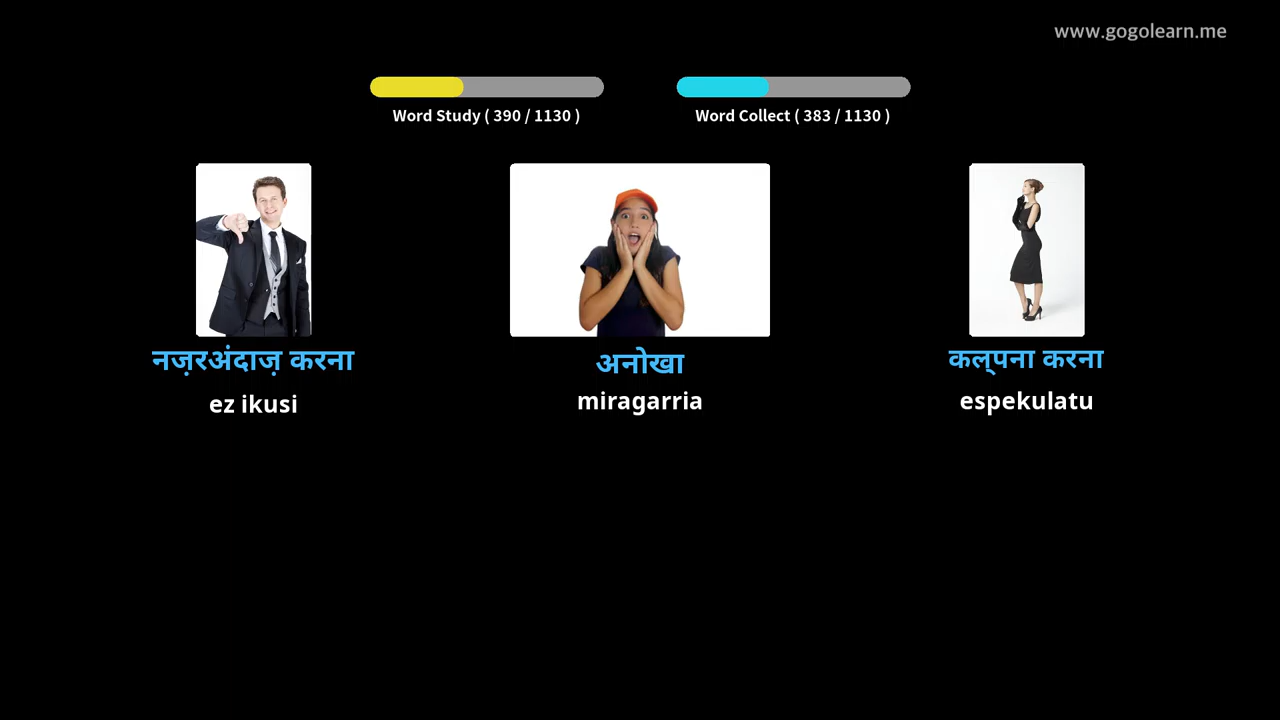 www.gogolearn.me
Word Study ( 390 / 1130 )
Word Collect ( 383 / 1130 )
नज़रअंदाज़ करना
अनोखा
कल्पना करना
ez ikusi
miragarria
espekulatu